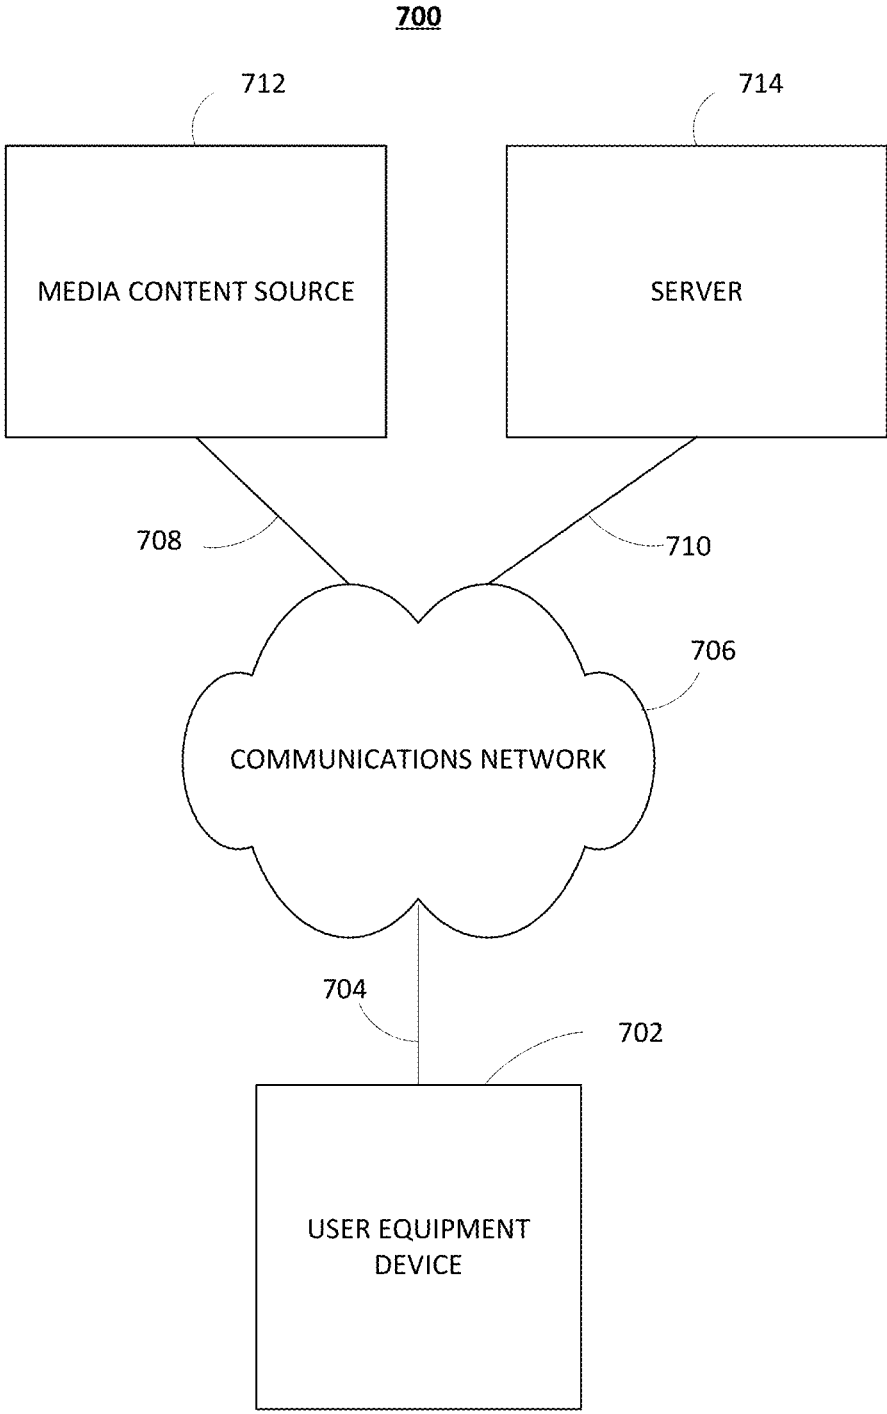 700
712
714
MEDIA CONTENT SOURCE
SERVER
708
710
706
COMMUNICATIONS NETWORK
704
702
USER EQUIPMENT
DEVICE